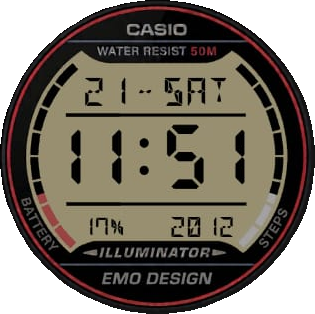 CASIO
WATER RESIST 50M
21-SAT
11:51
17% 2012
BATTERY
STEPS
ILLUMINATOR
EMO DESIGN